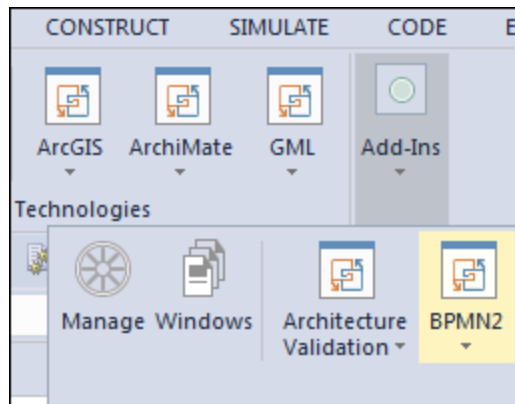 CONSTRUCT SIMULATE CODE E
ArcGIS ArchiMate GML Add-Ins
Technologies
Manage Windows Architecture BPMN2
Validation